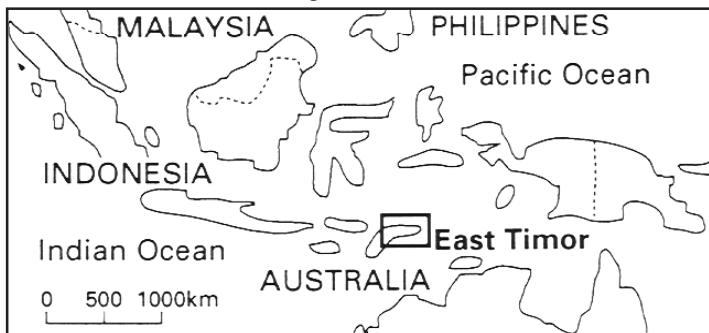 MALAYSIA
PHILIPPINES
Pacific Ocean
INDONESIA
East Timor
Indian Ocean
AUSTRALIA
0 500 1000km